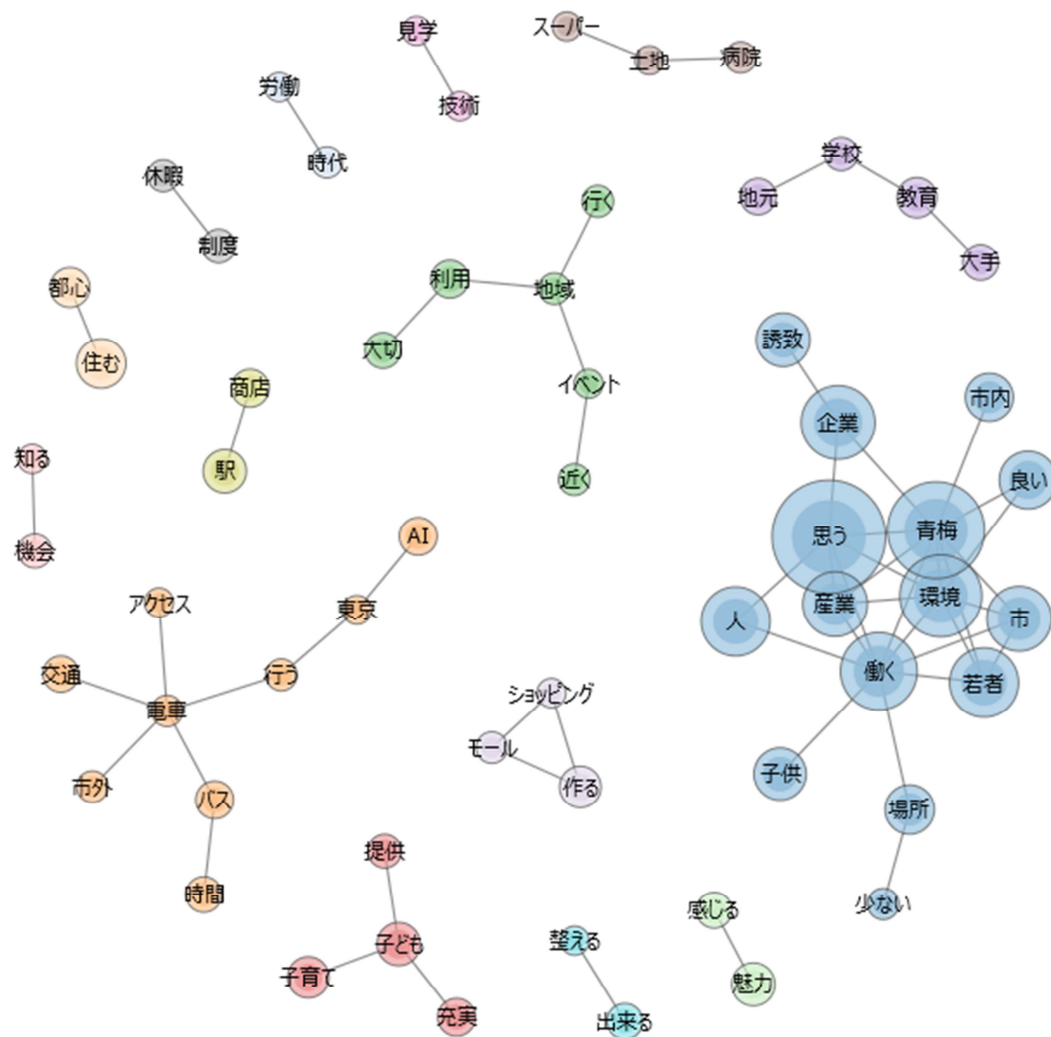 見学
スーパー
土地
病院
労働
技術
時代
学校
休暇
地元
教育
行く
制度
大手
都心
利用
地域
誘致
大切
住む
商店
イベント
市内
企業
知る
駅
近く
良い
AI
思う
青梅
機会
アクセス
東京
産業
環境
人
市
交通
行う
働く
若者
電車
ショッピング
モール
市外
バス
作る
子供
場所
提供
時間
少ない
感じる
子ども
整える
子育て
魅力
充実
出来る